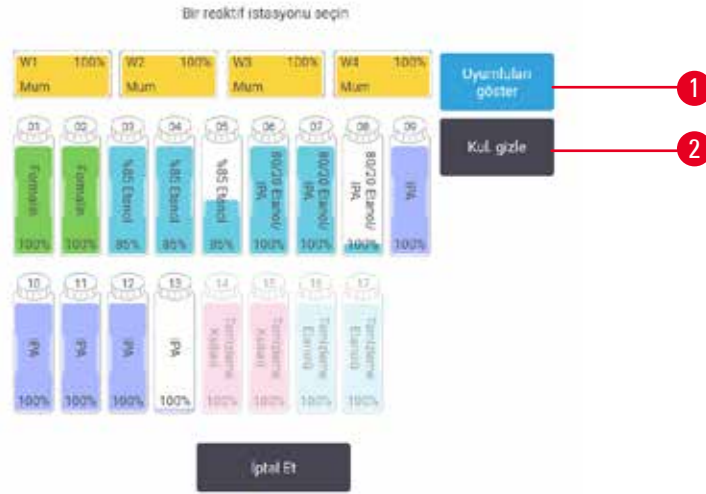 Bir reaktif istasyonu seçin
W1 100% W2 100% W3 100% W4 100%
Mum Mum Mum Mum
Uyumluları göster
1
01 02 03 04 05 06 07 08 09
Formalin Formalin %85 Etanol %85 Etanol %85 Etanol 80/20 Etanol/IPA 80/20 Etanol/IPA 80/20 Etanol/IPA IPA
100% 100% 85% 85% 85% 100% 100% 100% 100%
Kul. gizle
2
10 11 12 13 14 15 16 17
IPA IPA IPA IPA Temizleme Ksileni Temizleme Ksileni Temizleme Etanolü Temizleme Etanolü
100% 100% 100% 100% 100% 100% 100% 100%
İptal Et